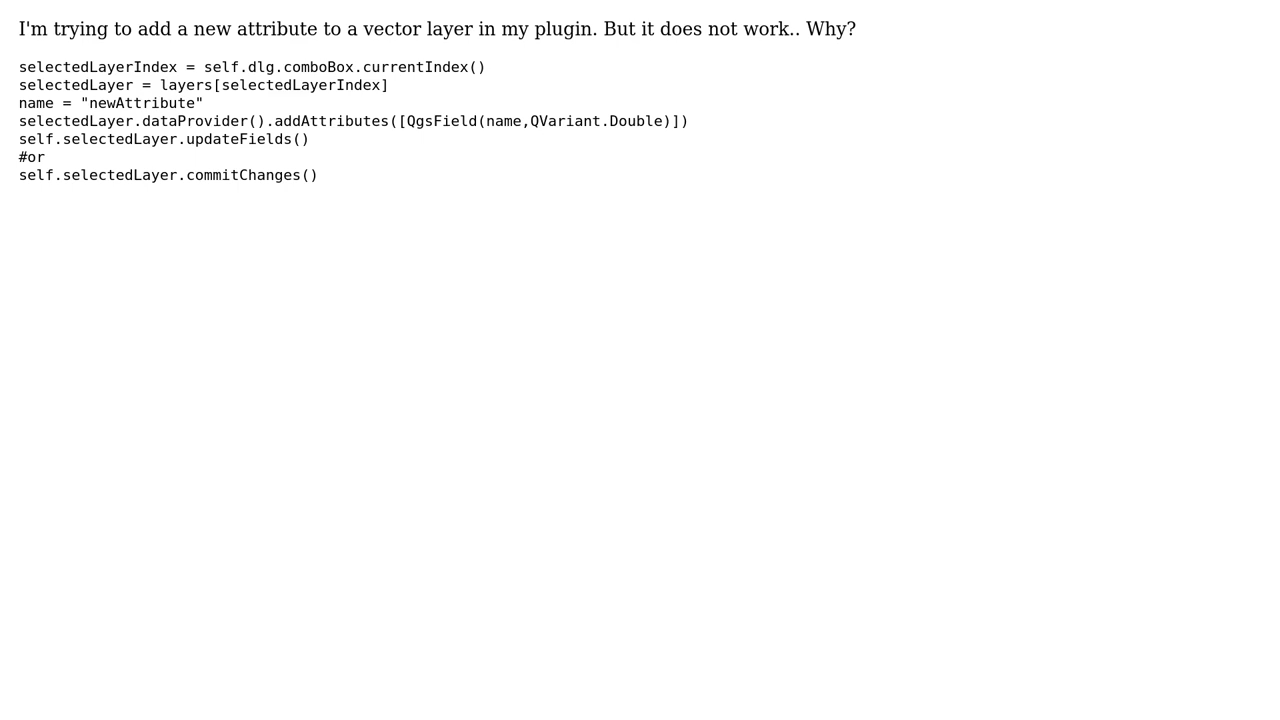 I'm trying to add a new attribute to a vector layer in my plugin. But it does not work.. Why?
selectedLayerIndex = self.dlg.comboBox.currentIndex()
selectedLayer = layers[selectedLayerIndex]
name = "newAttribute"
selectedLayer.dataProvider().addAttributes([QgsField(name,QVariant.Double)])
self.selectedLayer.updateFields()
#or
self.selectedLayer.commitChanges()